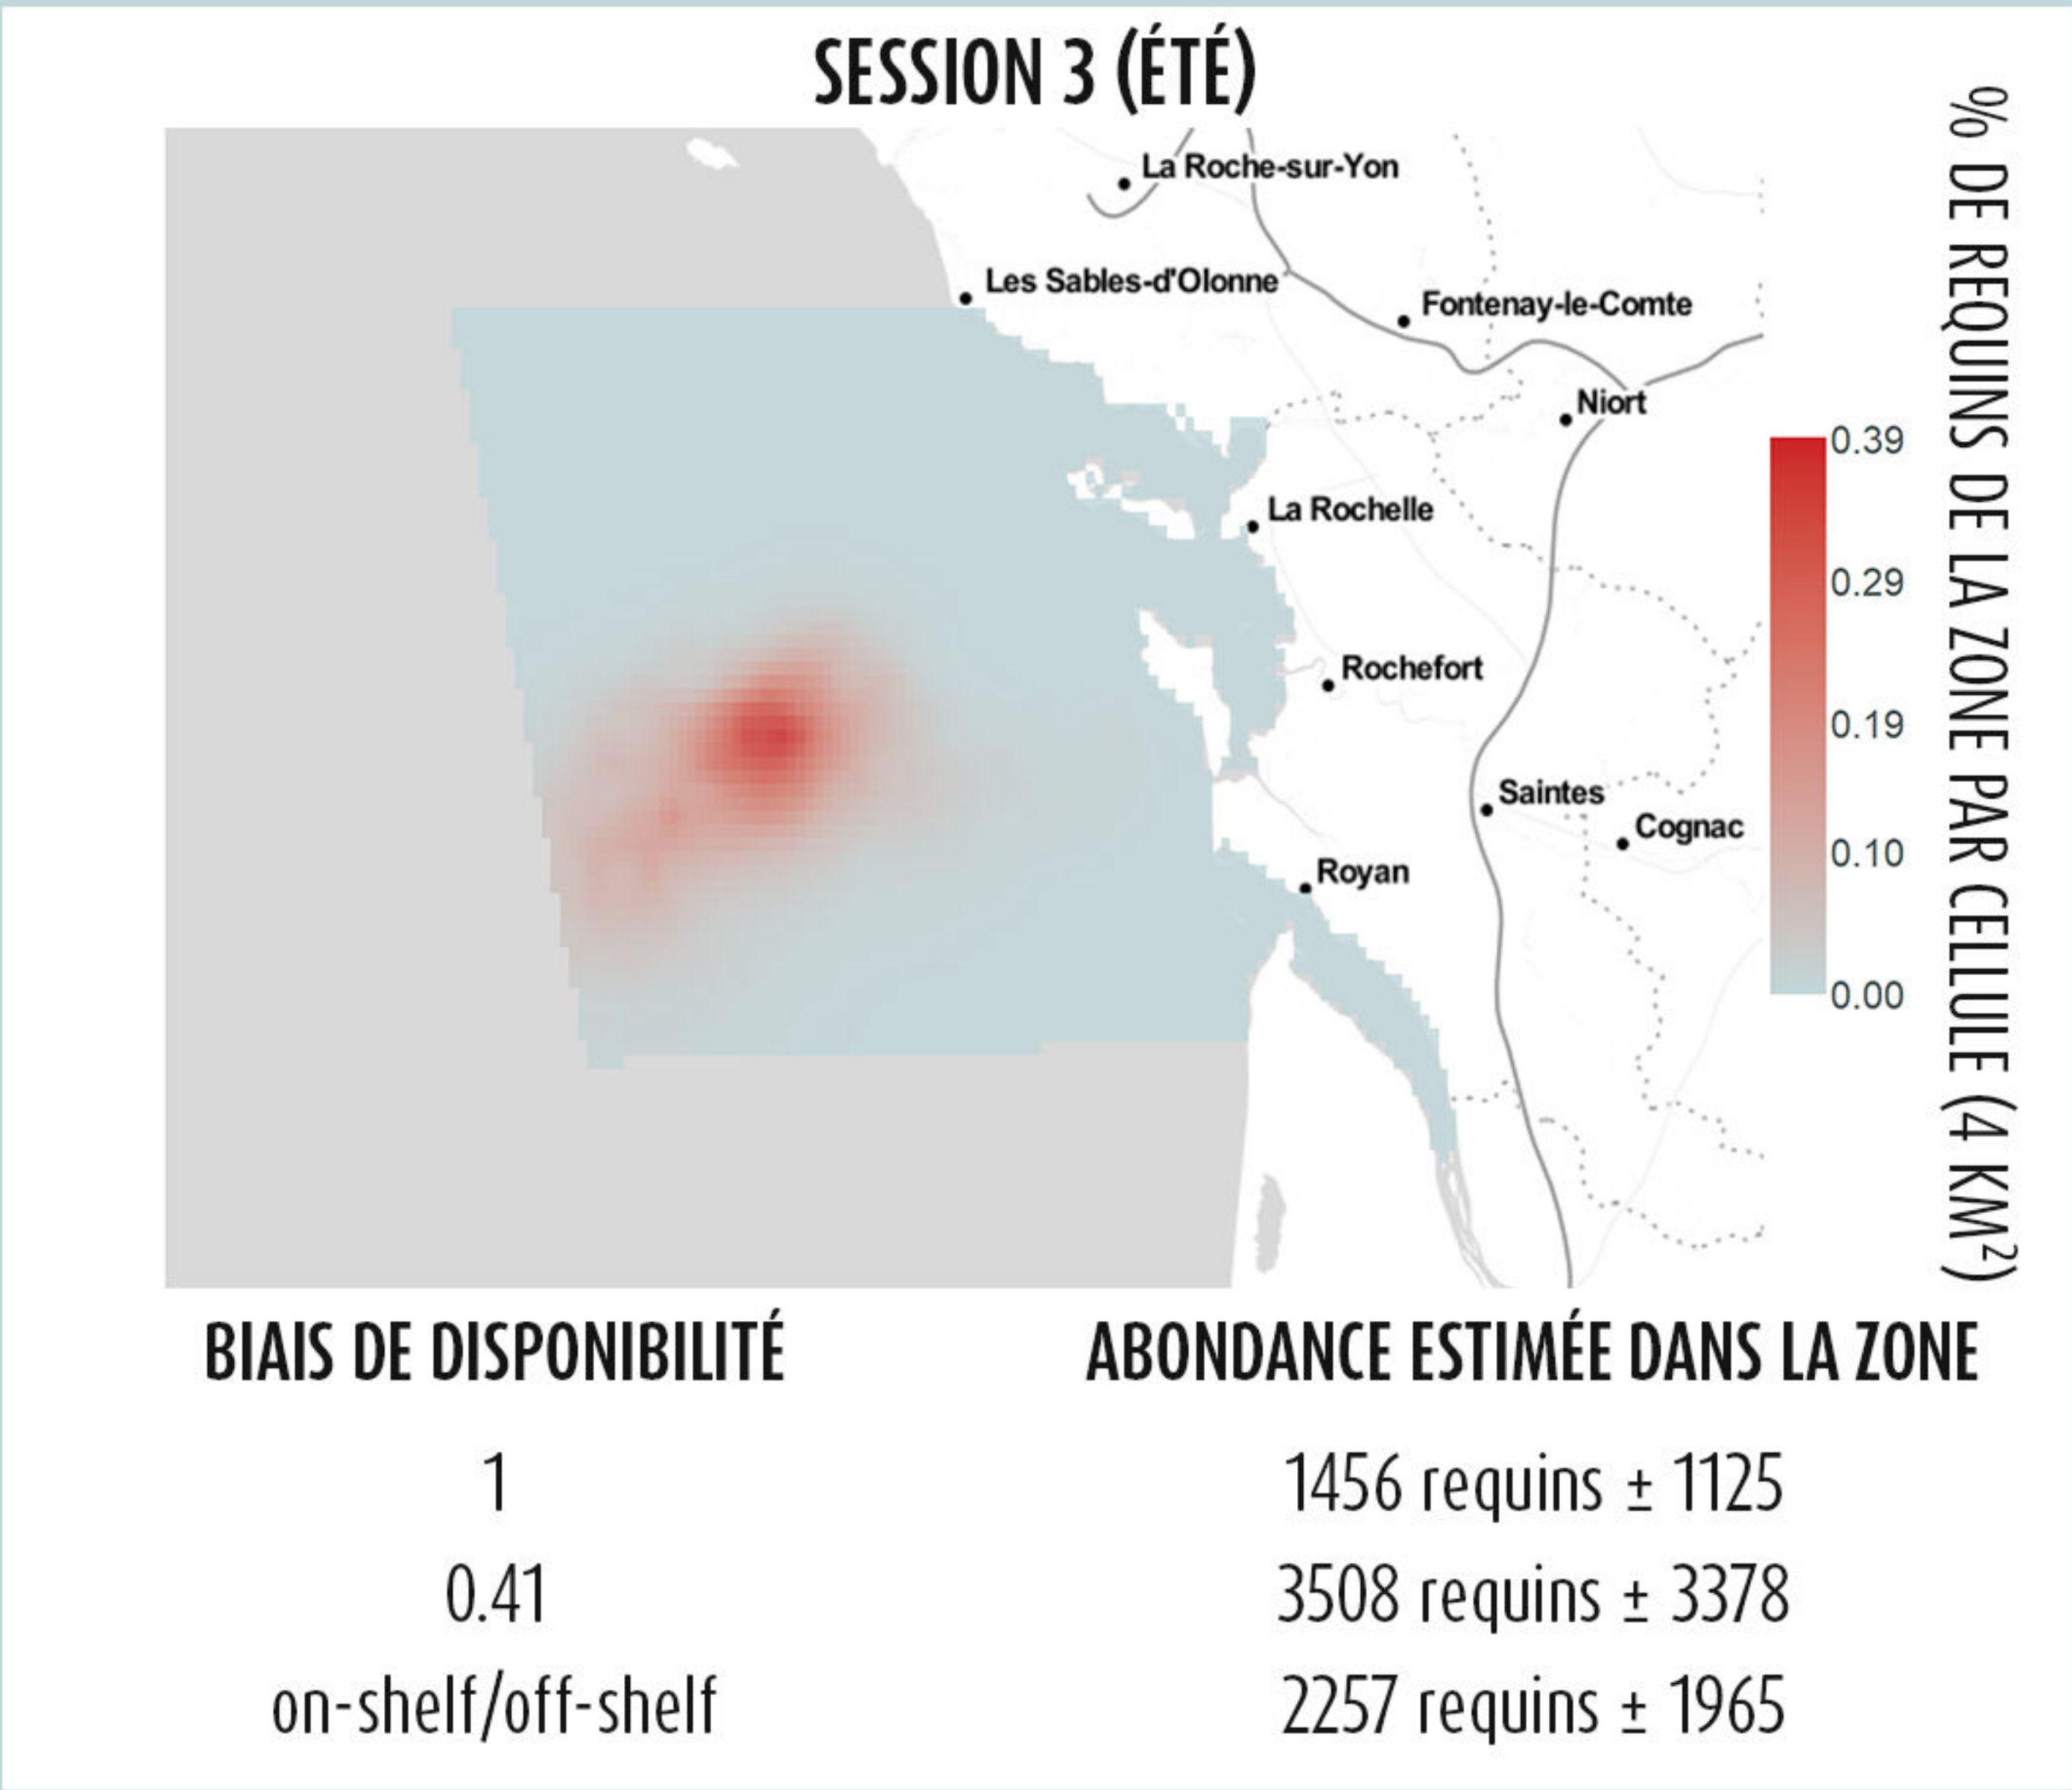 SESSION 3 (ÉTÉ)
La Roche-sur-Yon
Les Sables-d'Olonne
Fontenay-le-Comte
Niort
La Rochelle
Rochefort
Saintes
Cognac
Royan
0.39
0.29
0.19
0.10
0.00
% DE REQUINS DE LA ZONE PAR CELLULE (4 KM²)
BIAIS DE DISPONIBILITÉ ABONDANCE ESTIMÉE DANS LA ZONE
1 1456 requins ± 1125
0.41 3508 requins ± 3378
on-shelf/off-shelf 2257 requins ± 1965